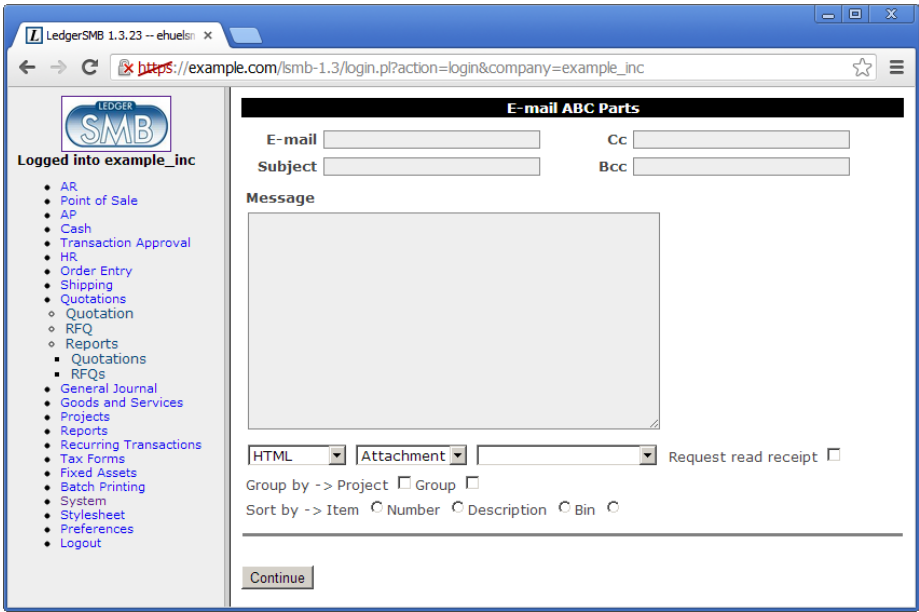 LedgerSMB 1.3.23 -- ehuelsn
https://example.com/lsmb-1.3/login.pl?action=login&company=example_inc
LEDGER
SMB
Logged into example_inc
AR
Point of Sale
AP
Cash
Transaction Approval
HR
Order Entry
Shipping
Quotations
Quotation
RFQ
Reports
Quotations
RFQs
General Journal
Goods and Services
Projects
Reports
Recurring Transactions
Tax Forms
Fixed Assets
Batch Printing
System
Stylesheet
Preferences
Logout
E-mail ABC Parts
E-mail Cc
Subject Bcc
Message
HTML Attachment Request read receipt
Group by -> Project Group
Sort by -> Item Number Description Bin
Continue